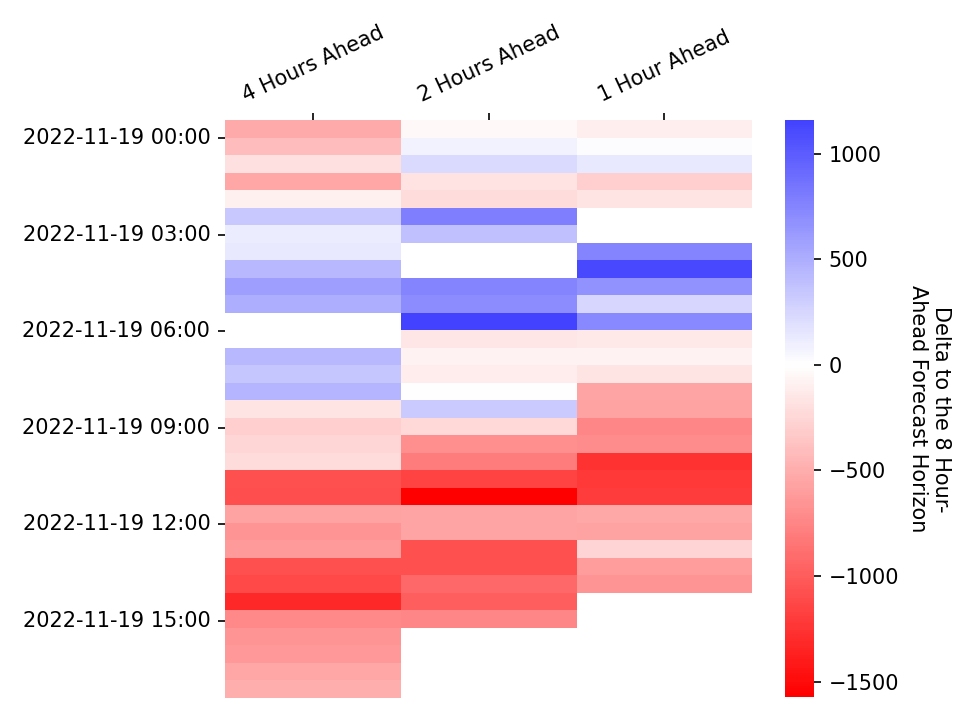 4 Hours Ahead
2 Hours Ahead
1 Hour Ahead
2022-11-19 00:00
2022-11-19 03:00
2022-11-19 06:00
2022-11-19 09:00
2022-11-19 12:00
2022-11-19 15:00
1000
500
0
−500
−1000
−1500
Delta to the 8 Hour-
Ahead Forecast Horizon